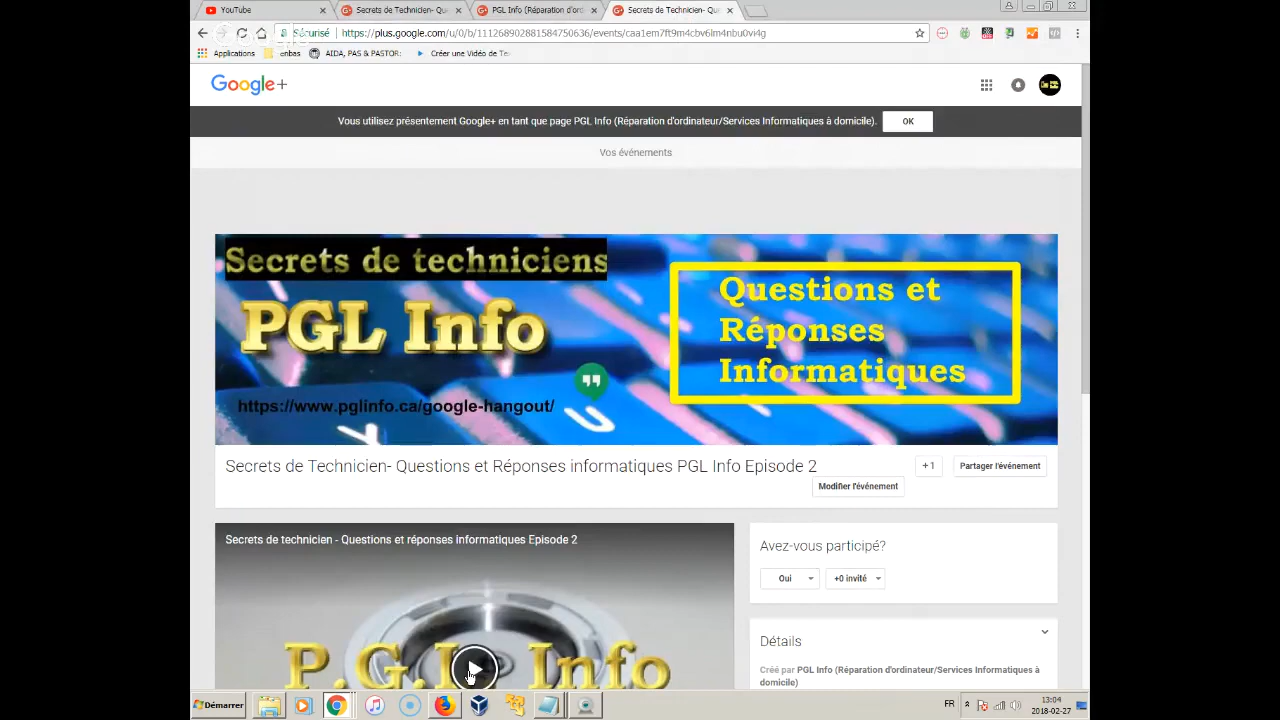 YouTube
Secrets de Technicien- Qu
PGL Info (Réparation d'ord
Secrets de Technicien- Qu
Sécurisé
https://plus.google.com/u/0/b/111268902881584750636/events/caa1em7ft9m4cbv6lm4nbu0vi4g
Applications
enbas
AIDA, PAS & PASTOR:
Créer une Vidéo de Te
Google+
Vous utilisez présentement Google+ en tant que page PGL Info (Réparation d'ordinateur/Services Informatiques à domicile).
OK
Vos événements
Secrets de techniciens
PGL Info
https://www.pglinfo.ca/google-hangout/
Questions et
Réponses
Informatiques
Secrets de Technicien- Questions et Réponses informatiques PGL Info Episode 2
+1
Partager l'événement
Modifier l'événement
Secrets de technicien - Questions et réponses informatiques Episode 2
P.G.L Info
Avez-vous participé?
Oui
+0 invité
Détails
Créé par PGL Info (Réparation d'ordinateur/Services Informatiques à
domicile)
Démarrer
FR
13:04
2018-02-27